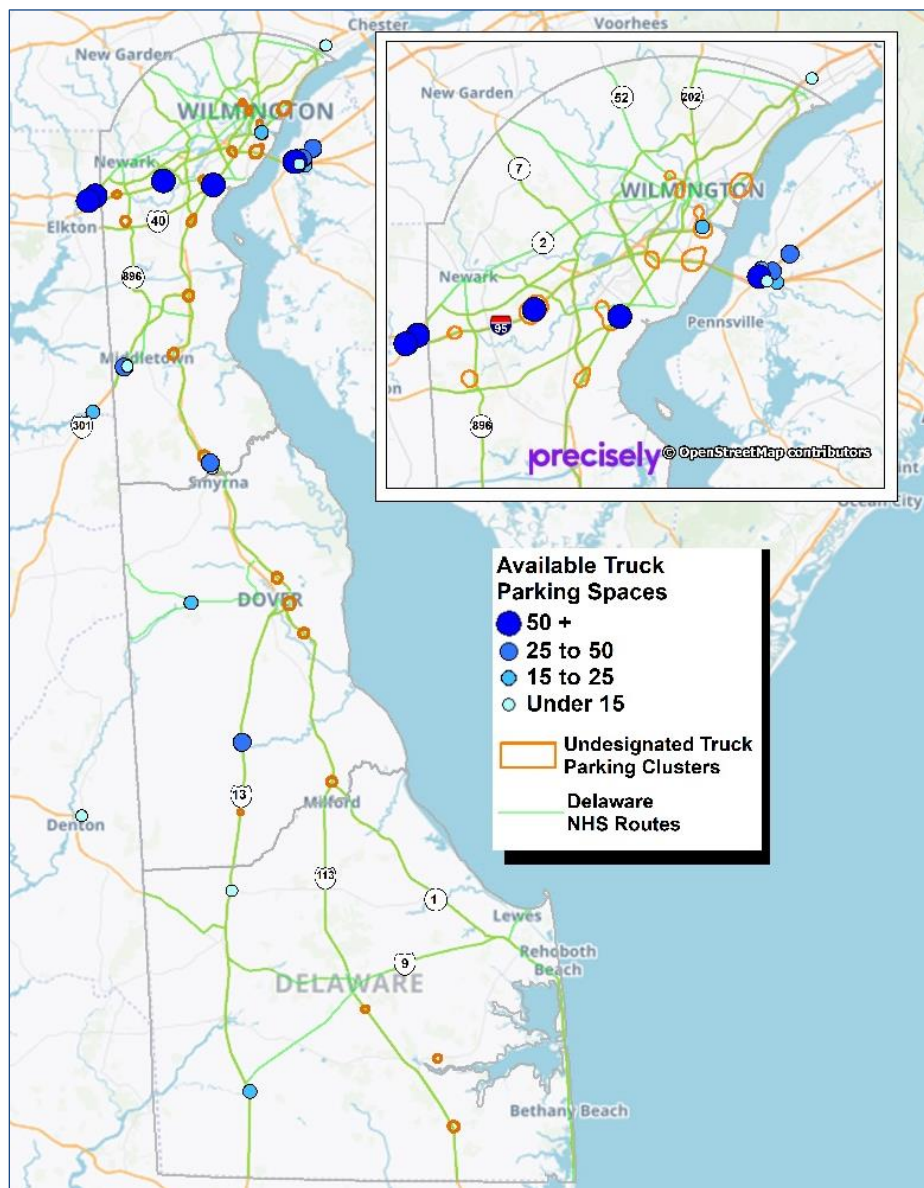 Chester
Voorhees
New Garden
WILMINGTON
Newark
Elkton
40
896
Middletown
301
Smyrna
DOVER
13
Milford
Denton
113
1
Lewes
Rehoboth
Beach
9
DELAWARE
Bethany Beach
Ocean City
New Garden
52
202
7
WILMINGTON
2
Newark
95
Pennsville
896
precisely © OpenStreetMap contributors
Available Truck
Parking Spaces
50 +
25 to 50
15 to 25
Under 15
Undesignated Truck
Parking Clusters
Delaware
NHS Routes